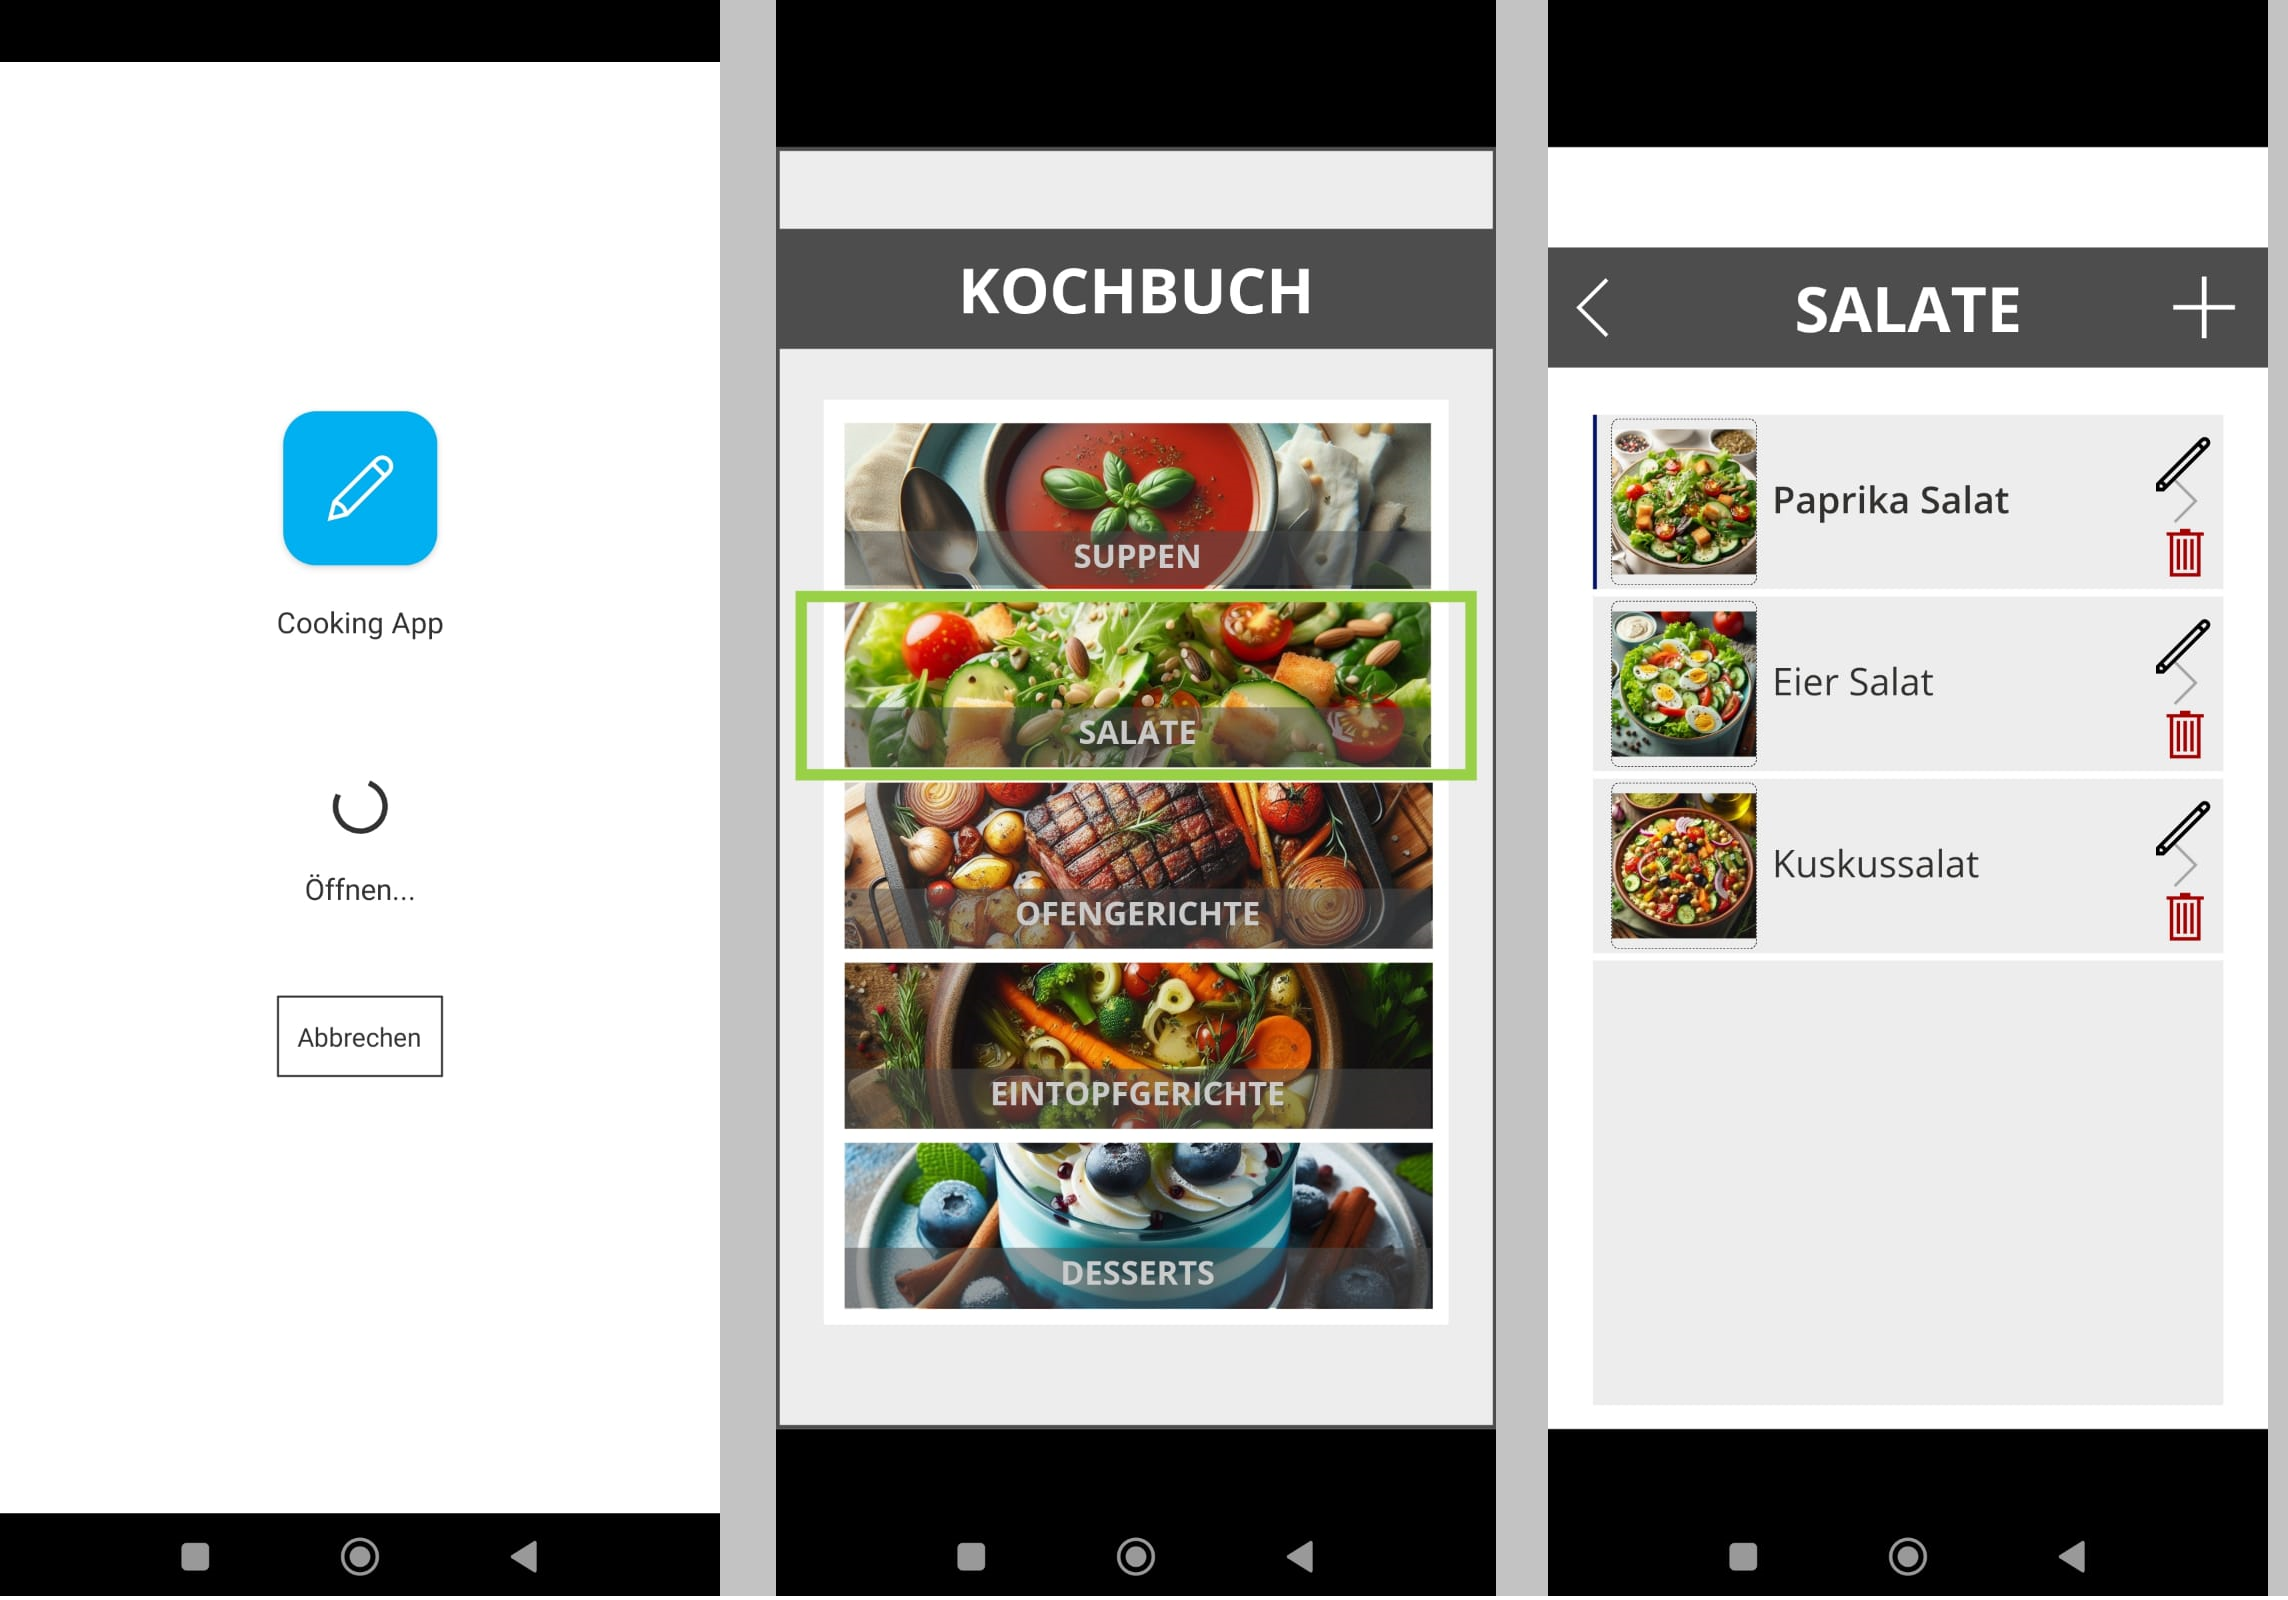 Cooking App
Öffnen...
Abbrechen
KOCHBUCH
SUPPEN
SALATE
OFENGERICHTE
EINTOPFGERICHTE
DESSERTS
SALATE
Paprika Salat
Eier Salat
Kuskussalat